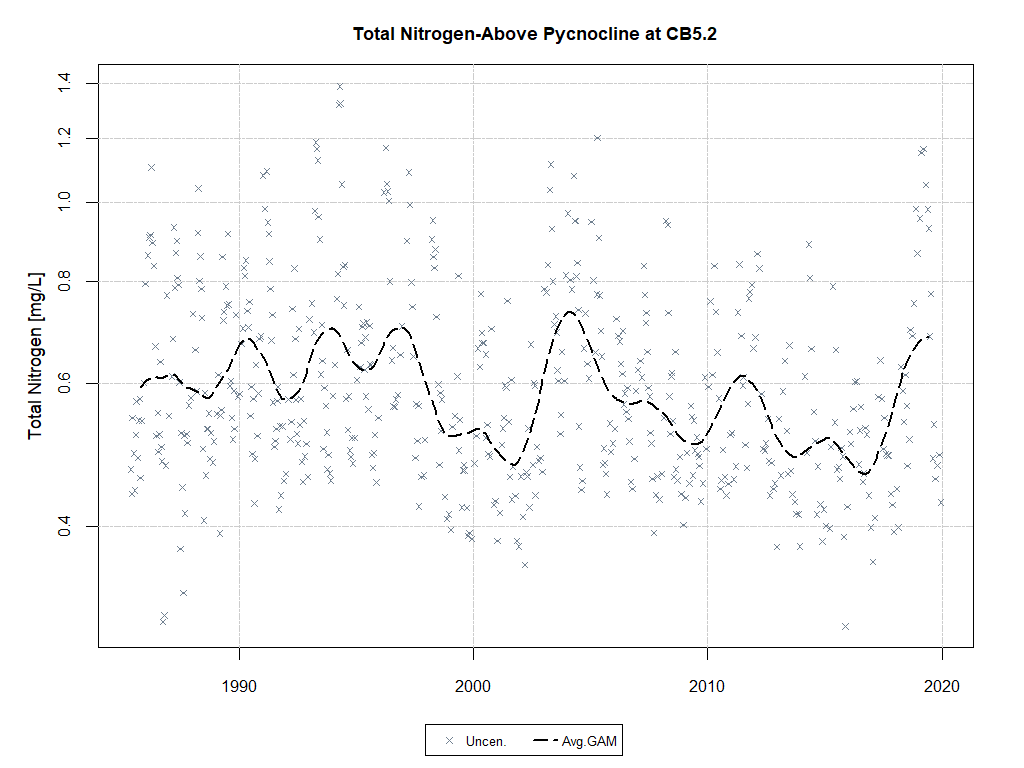 Total Nitrogen-Above Pycnocline at CB5.2
Total Nitrogen [mg/L]
1.4
1.2
1.0
0.8
0.6
0.4
1990 2000 2010 2020
Uncen. Avg.GAM